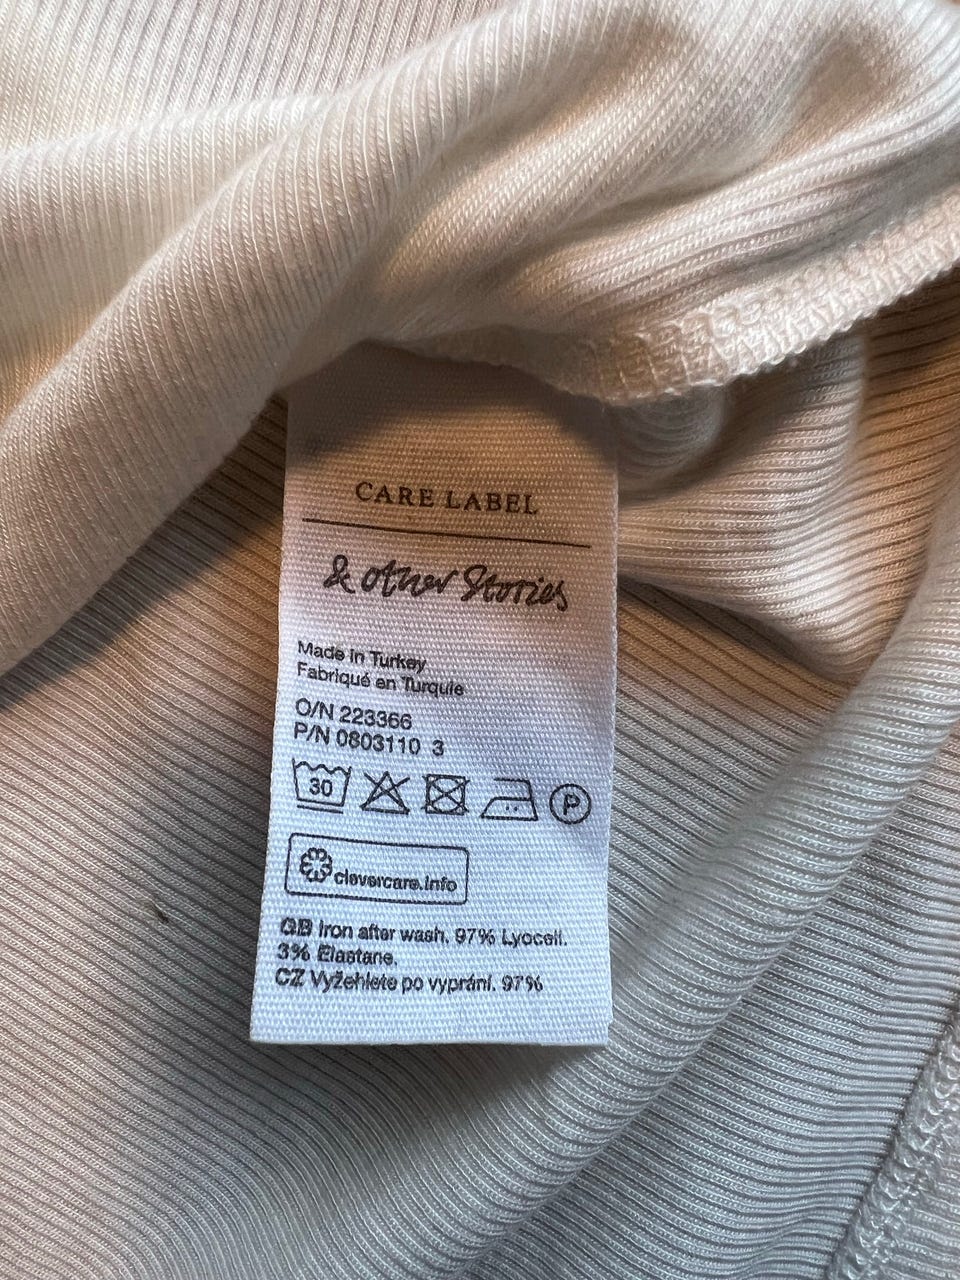 CARE LABEL
& other Stories
Made in Turkey
Fabriqué en Turquie
O/N 223366
P/N 0803110 3
30 P
clevercare.info
GB Iron after wash. 97% Lyocell.
3% Elastane.
CZ Vyžehlete po vyprání. 97%